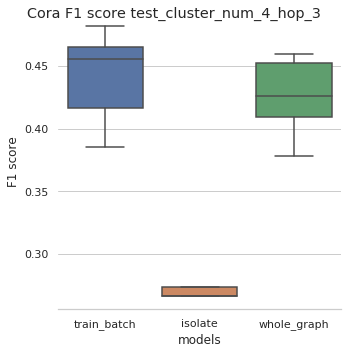 Cora F1 score test_cluster_num_4_hop_3
0.45
0.40
0.35
0.30
F1 score
train_batch
isolate
whole_graph
models